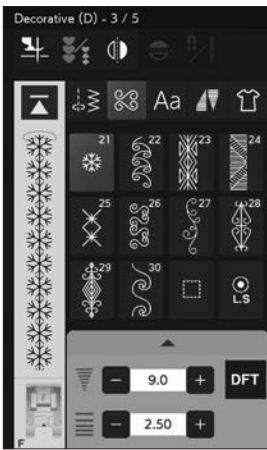 Decorative (D) - 3 / 5
Aa
21 22 23 24
25 26 27 28
29 30
L.S
- 9.0 + DFT
- 2.50 +
F